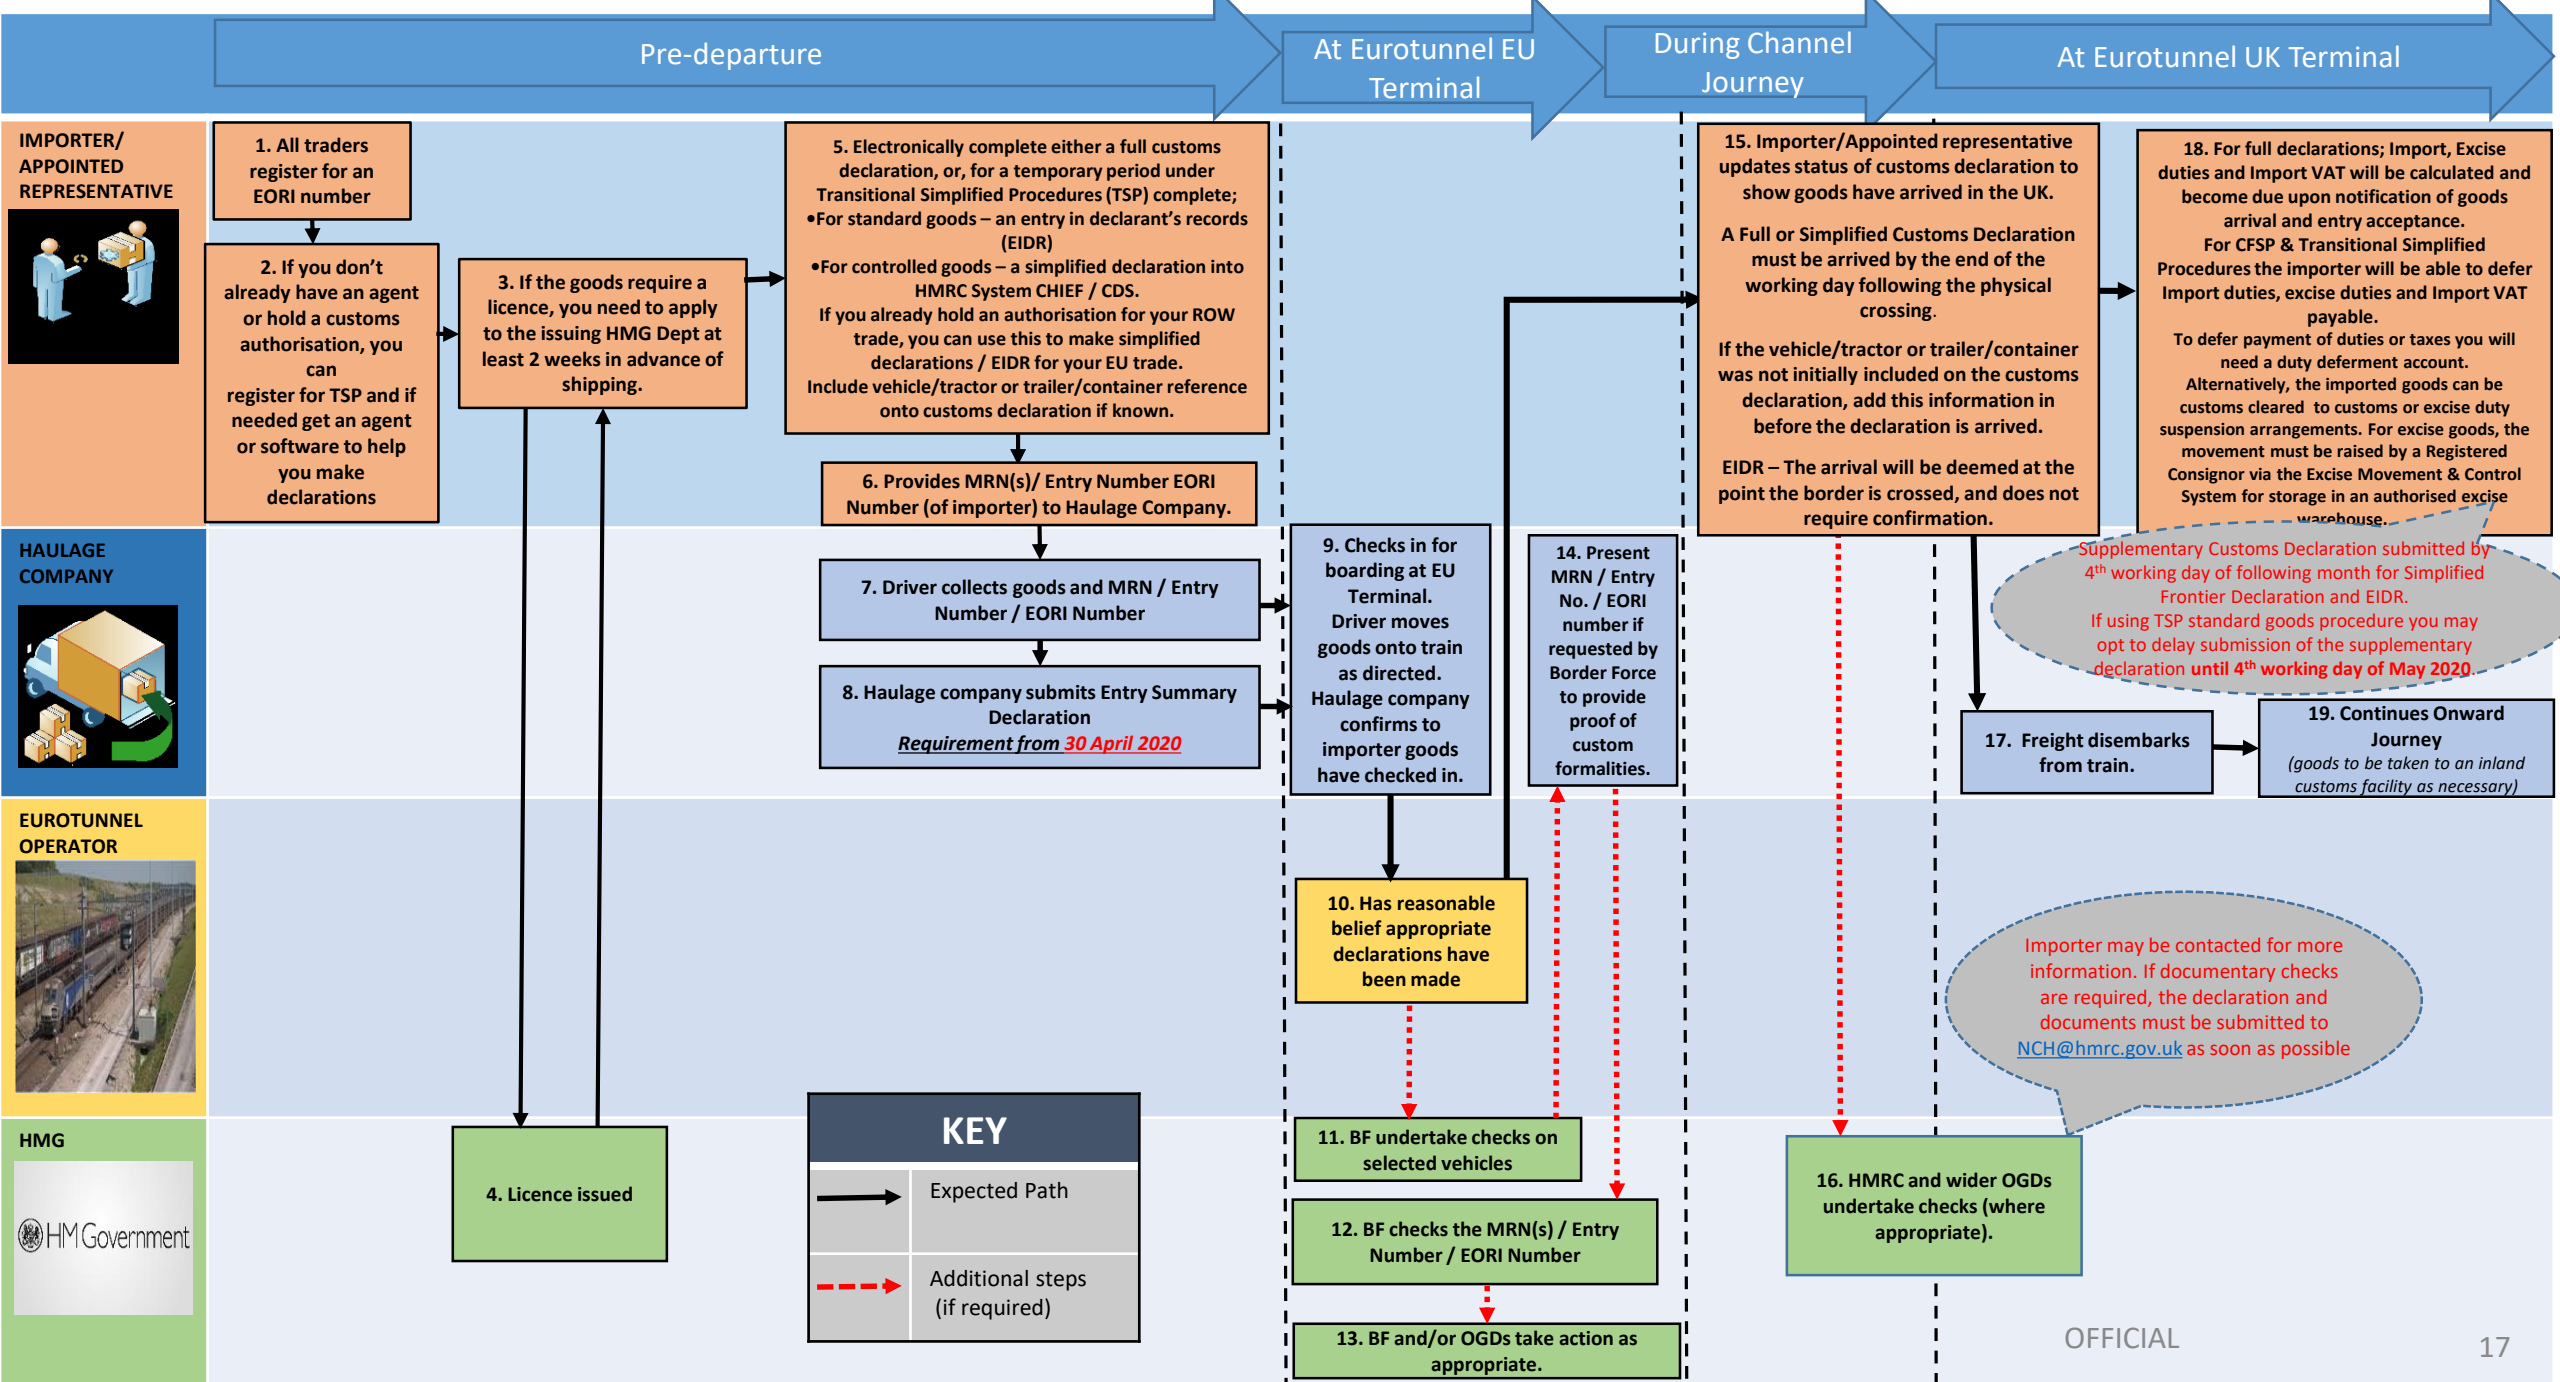 Pre-departure
At Eurotunnel EU
Terminal
During Channel
Journey
At Eurotunnel UK Terminal
IMPORTER/
APPOINTED
REPRESENTATIVE
1. All traders
register for an
EORI number
2. If you don’t
already have an agent
or hold a customs
authorisation, you
can
register for TSP and if
needed get an agent
or software to help
you make
declarations
3. If the goods require a
licence, you need to apply
to the issuing HMG Dept at
least 2 weeks in advance of
shipping.
5. Electronically complete either a full customs
declaration, or, for a temporary period under
Transitional Simplified Procedures (TSP) complete;
•For standard goods – an entry in declarant’s records
(EIDR)
•For controlled goods – a simplified declaration into
HMRC System CHIEF / CDS.
If you already hold an authorisation for your ROW
trade, you can use this to make simplified
declarations / EIDR for your EU trade.
Include vehicle/tractor or trailer/container reference
onto customs declaration if known.
6. Provides MRN(s)/ Entry Number EORI
Number (of importer) to Haulage Company.
15. Importer/Appointed representative
updates status of customs declaration to
show goods have arrived in the UK.
A Full or Simplified Customs Declaration
must be arrived by the end of the
working day following the physical
crossing.
If the vehicle/tractor or trailer/container
was not initially included on the customs
declaration, add this information in
before the declaration is arrived.
EIDR – The arrival will be deemed at the
point the border is crossed, and does not
require confirmation.
18. For full declarations; Import, Excise
duties and Import VAT will be calculated and
become due upon notification of goods
arrival and entry acceptance.
For CFSP & Transitional Simplified
Procedures the importer will be able to defer
Import duties, excise duties and Import VAT
payable.
To defer payment of duties or taxes you will
need a duty deferment account.
Alternatively, the imported goods can be
customs cleared to customs or excise duty
suspension arrangements. For excise goods, the
movement must be raised by a Registered
Consignor via the Excise Movement & Control
System for storage in an authorised excise
warehouse.
HAULAGE
COMPANY
7. Driver collects goods and MRN / Entry
Number / EORI Number
8. Haulage company submits Entry Summary
Declaration
Requirement from 30 April 2020
9. Checks in for
boarding at EU
Terminal.
Driver moves
goods onto train
as directed.
Haulage company
confirms to
importer goods
have checked in.
14. Present
MRN / Entry
No. / EORI
number if
requested by
Border Force
to provide
proof of
custom
formalities.
Supplementary Customs Declaration submitted by
4th working day of following month for Simplified
Frontier Declaration and EIDR.
If using TSP standard goods procedure you may
opt to delay submission of the supplementary
declaration until 4th working day of May 2020.
17. Freight disembarks
from train.
19. Continues Onward
Journey
(goods to be taken to an inland
customs facility as necessary)
EUROTUNNEL
OPERATOR
10. Has reasonable
belief appropriate
declarations have
been made
Importer may be contacted for more
information. If documentary checks
are required, the declaration and
documents must be submitted to
NCH@hmrc.gov.uk as soon as possible
HMG
HM Government
4. Licence issued
KEY
Expected Path
Additional steps
(if required)
11. BF undertake checks on
selected vehicles
12. BF checks the MRN(s) / Entry
Number / EORI Number
13. BF and/or OGDs take action as
appropriate.
16. HMRC and wider OGDs
undertake checks (where
appropriate).
OFFICIAL
17